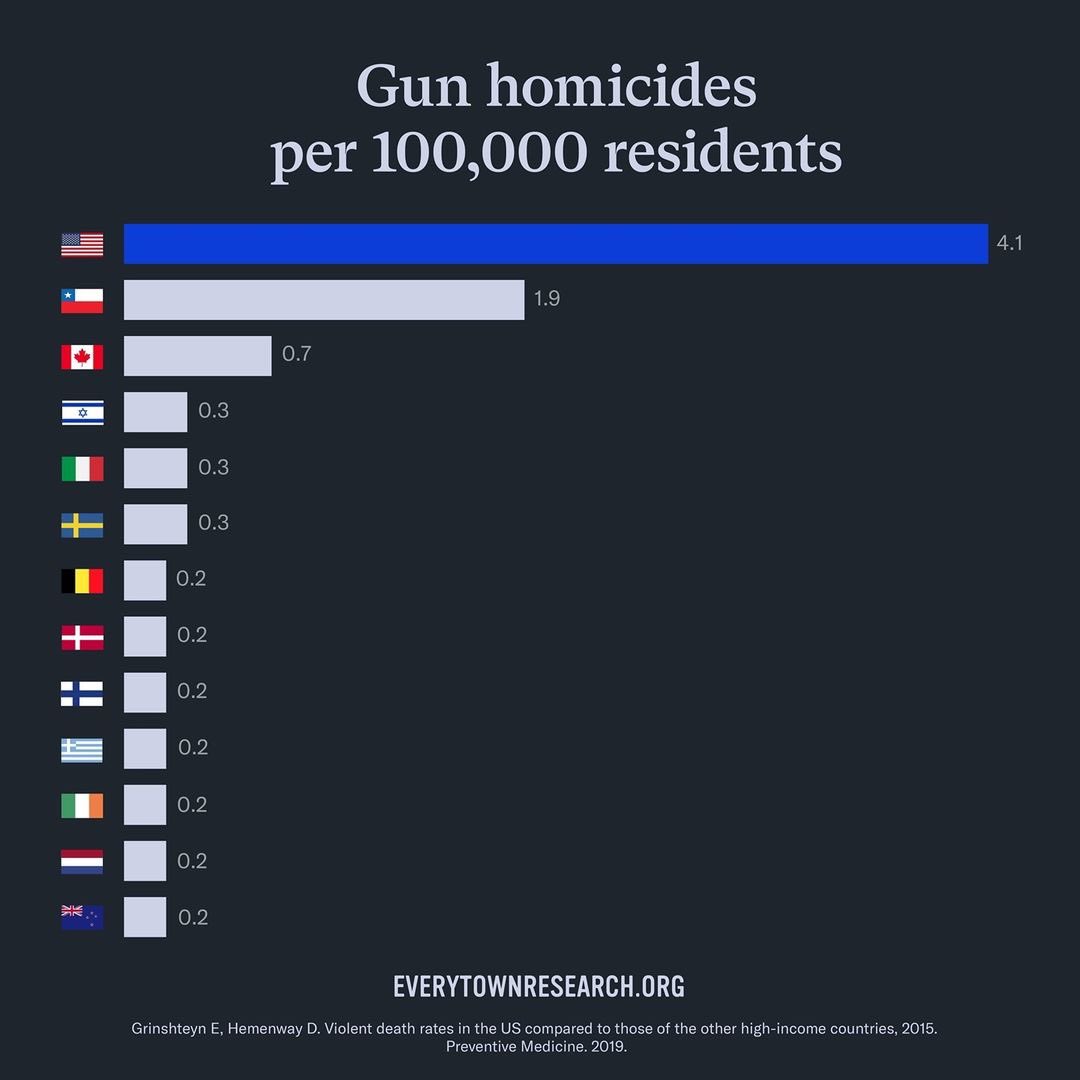 Gun homicides
per 100,000 residents
4.1
1.9
0.7
0.3
0.3
0.3
0.2
0.2
0.2
0.2
0.2
0.2
0.2
EVERYTOWNRESEARCH.ORG
Grinshteyn E, Hemenway D. Violent death rates in the US compared to those of the other high-income countries, 2015.
Preventive Medicine. 2019.